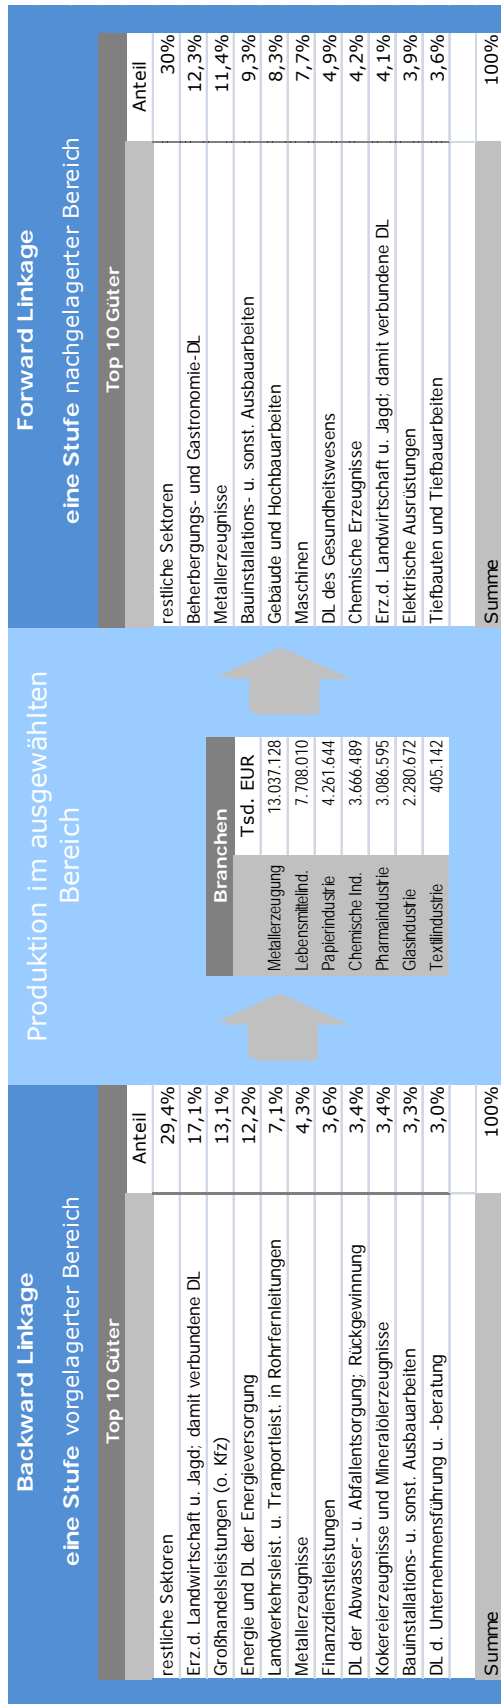 Backward Linkage
eine Stufe vorgelagerter Bereich
Top 10 Güter
Anteil
restliche Sektoren 29,4%
Erz.d. Landwirtschaft u. Jagd; damit verbundene DL 17,1%
Großhandelsleistungen (o. Kfz) 13,1%
Energie und DL der Energieversorgung 12,2%
Landverkehrsleist. u. Tranportleist. in Rohrfernleitungen 7,1%
Metallerzeugnisse 4,3%
Finanzdienstleistungen 3,6%
DL der Abwasser- u. Abfallentsorgung; Rückgewinnung 3,4%
Kokereierzeugnisse und Mineralölerzeugnisse 3,4%
Bauinstallations- u. sonst. Ausbauarbeiten 3,3%
DL d. Unternehmensführung u. -beratung 3,0%
Summe 100%
Produktion im ausgewählten
Bereich
Branchen
Tsd. EUR
Metallerzeugung 13.037.128
Lebensmittelind. 7.708.010
Papierindustrie 4.261.644
Chemische Ind. 3.666.489
Pharmaindustrie 3.086.595
Glasindustrie 2.280.672
Textilindustrie 405.142
Forward Linkage
eine Stufe nachgelagerter Bereich
Top 10 Güter
Anteil
restliche Sektoren 30%
Beherbergungs- und Gastronomie-DL 12,3%
Metallerzeugnisse 11,4%
Bauinstallations- u. sonst. Ausbauarbeiten 9,3%
Gebäude und Hochbauarbeiten 8,3%
Maschinen 7,7%
DL des Gesundheitswesens 4,9%
Chemische Erzeugnisse 4,2%
Erz.d. Landwirtschaft u. Jagd; damit verbundene DL 4,1%
Elektrische Ausrüstungen 3,9%
Tiefbauten und Tiefbauarbeiten 3,6%
Summe 100%